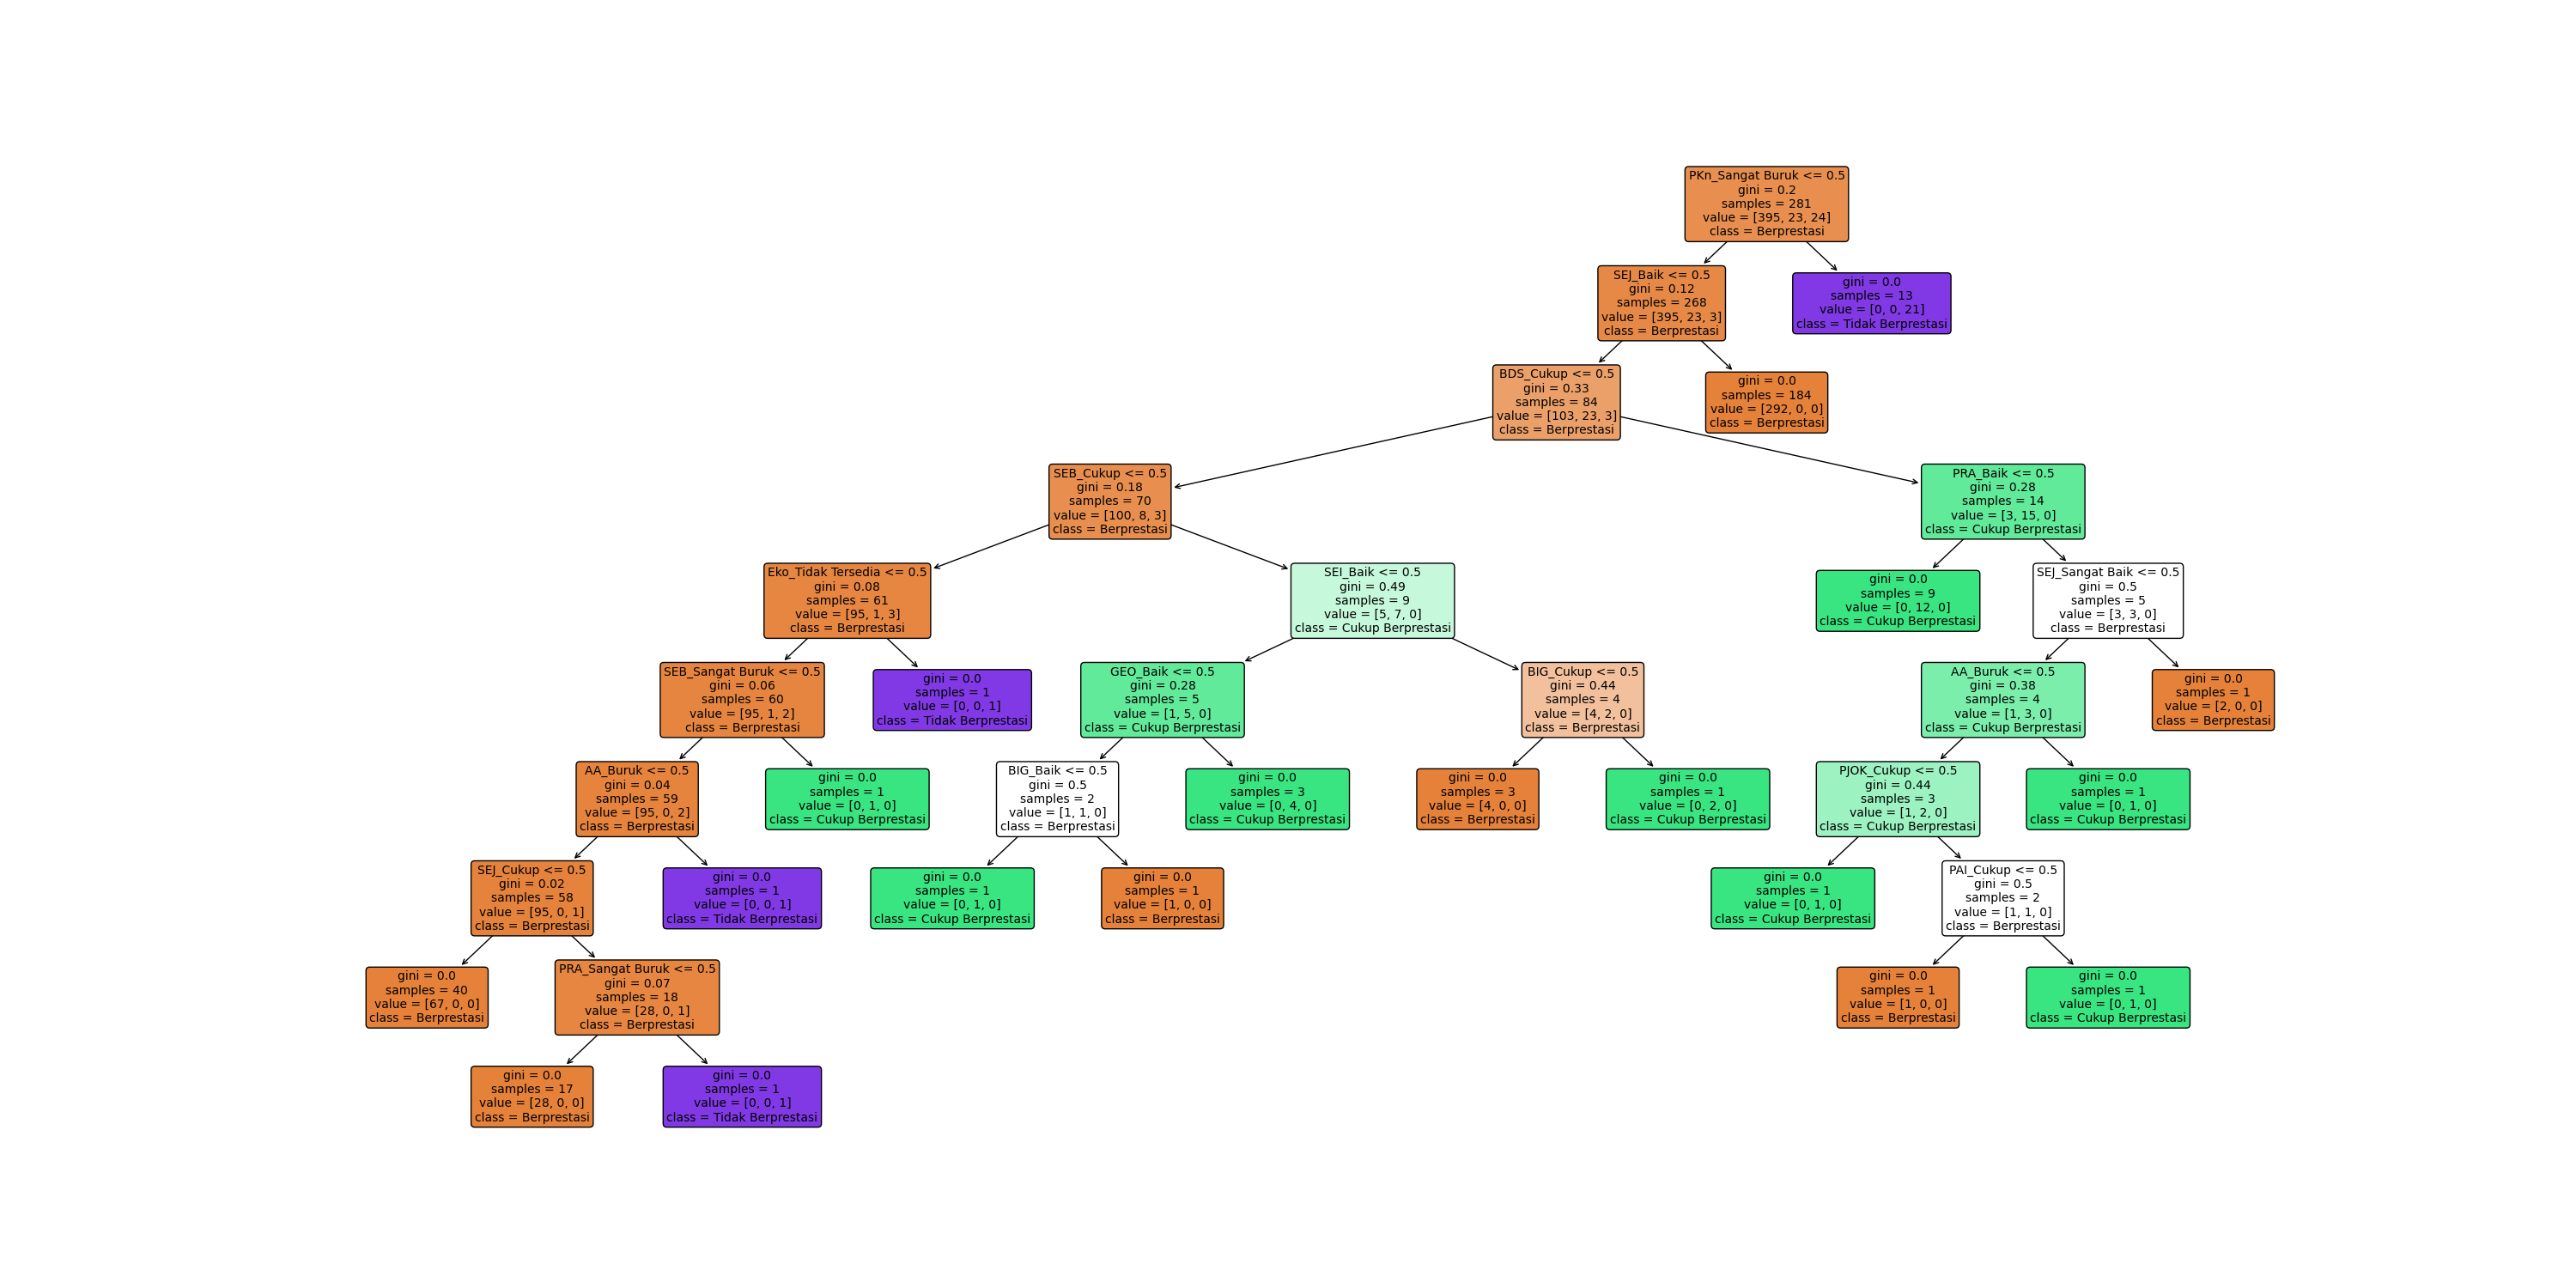 PKn_Sangat Buruk <= 0.5
gini = 0.2
samples = 281
value = [395, 23, 24]
class = Berprestasi
SEJ_Baik <= 0.5
gini = 0.12
samples = 268
value = [395, 23, 3]
class = Berprestasi
gini = 0.0
samples = 13
value = [0, 0, 21]
class = Tidak Berprestasi
BDS_Cukup <= 0.5
gini = 0.33
samples = 84
value = [103, 23, 3]
class = Berprestasi
gini = 0.0
samples = 184
value = [292, 0, 0]
class = Berprestasi
SEB_Cukup <= 0.5
gini = 0.18
samples = 70
value = [100, 8, 3]
class = Berprestasi
PRA_Baik <= 0.5
gini = 0.28
samples = 14
value = [3, 15, 0]
class = Cukup Berprestasi
Eko_Tidak Tersedia <= 0.5
gini = 0.08
samples = 61
value = [95, 1, 3]
class = Berprestasi
SEI_Baik <= 0.5
gini = 0.49
samples = 9
value = [5, 7, 0]
class = Cukup Berprestasi
gini = 0.0
samples = 9
value = [0, 12, 0]
class = Cukup Berprestasi
SEJ_Sangat Baik <= 0.5
gini = 0.5
samples = 5
value = [3, 3, 0]
class = Berprestasi
SEB_Sangat Buruk <= 0.5
gini = 0.06
samples = 60
value = [95, 1, 2]
class = Berprestasi
gini = 0.0
samples = 1
value = [0, 0, 1]
class = Tidak Berprestasi
GEO_Baik <= 0.5
gini = 0.28
samples = 5
value = [1, 5, 0]
class = Cukup Berprestasi
BIG_Cukup <= 0.5
gini = 0.44
samples = 4
value = [4, 2, 0]
class = Berprestasi
AA_Buruk <= 0.5
gini = 0.38
samples = 4
value = [1, 3, 0]
class = Cukup Berprestasi
gini = 0.0
samples = 1
value = [2, 0, 0]
class = Berprestasi
AA_Buruk <= 0.5
gini = 0.04
samples = 59
value = [95, 0, 2]
class = Berprestasi
gini = 0.0
samples = 1
value = [0, 1, 0]
class = Cukup Berprestasi
BIG_Baik <= 0.5
gini = 0.5
samples = 2
value = [1, 1, 0]
class = Berprestasi
gini = 0.0
samples = 3
value = [0, 4, 0]
class = Cukup Berprestasi
gini = 0.0
samples = 3
value = [4, 0, 0]
class = Berprestasi
gini = 0.0
samples = 1
value = [0, 2, 0]
class = Cukup Berprestasi
PJOK_Cukup <= 0.5
gini = 0.44
samples = 3
value = [1, 2, 0]
class = Cukup Berprestasi
gini = 0.0
samples = 1
value = [0, 1, 0]
class = Cukup Berprestasi
SEJ_Cukup <= 0.5
gini = 0.02
samples = 58
value = [95, 0, 1]
class = Berprestasi
gini = 0.0
samples = 1
value = [0, 0, 1]
class = Tidak Berprestasi
gini = 0.0
samples = 1
value = [0, 1, 0]
class = Cukup Berprestasi
gini = 0.0
samples = 1
value = [1, 0, 0]
class = Berprestasi
gini = 0.0
samples = 1
value = [0, 1, 0]
class = Cukup Berprestasi
PAI_Cukup <= 0.5
gini = 0.5
samples = 2
value = [1, 1, 0]
class = Berprestasi
gini = 0.0
samples = 40
value = [67, 0, 0]
class = Berprestasi
PRA_Sangat Buruk <= 0.5
gini = 0.07
samples = 18
value = [28, 0, 1]
class = Berprestasi
gini = 0.0
samples = 1
value = [1, 0, 0]
class = Berprestasi
gini = 0.0
samples = 1
value = [0, 1, 0]
class = Cukup Berprestasi
gini = 0.0
samples = 17
value = [28, 0, 0]
class = Berprestasi
gini = 0.0
samples = 1
value = [0, 0, 1]
class = Tidak Berprestasi